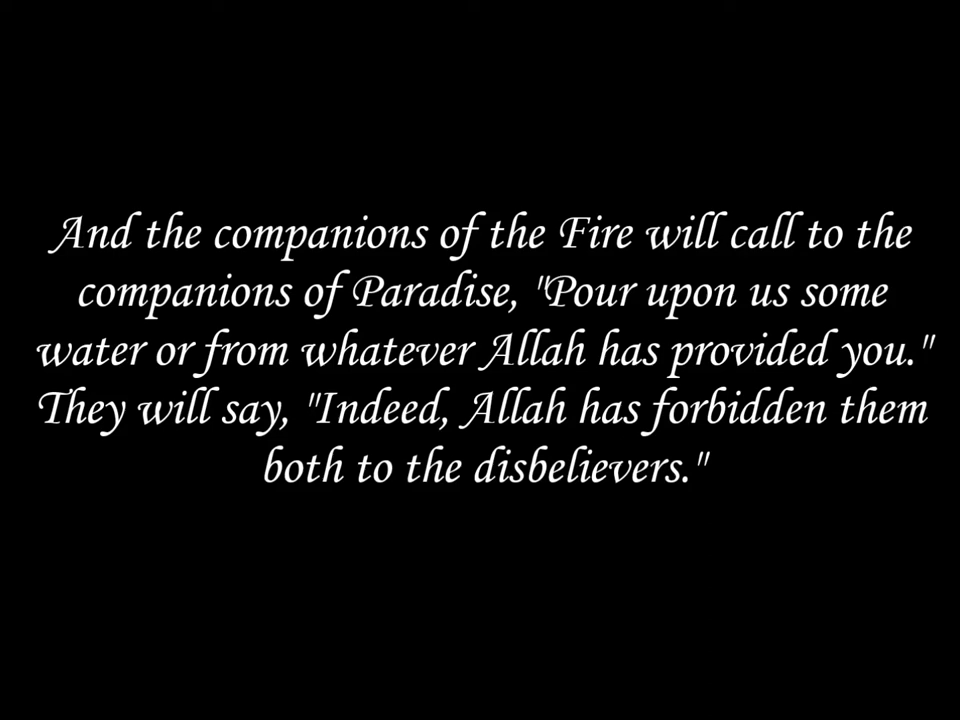 And the companions of the Fire will call to the
companions of Paradise, "Pour upon us some
water or from whatever Allah has provided you."
They will say, "Indeed, Allah has forbidden them
both to the disbelievers."